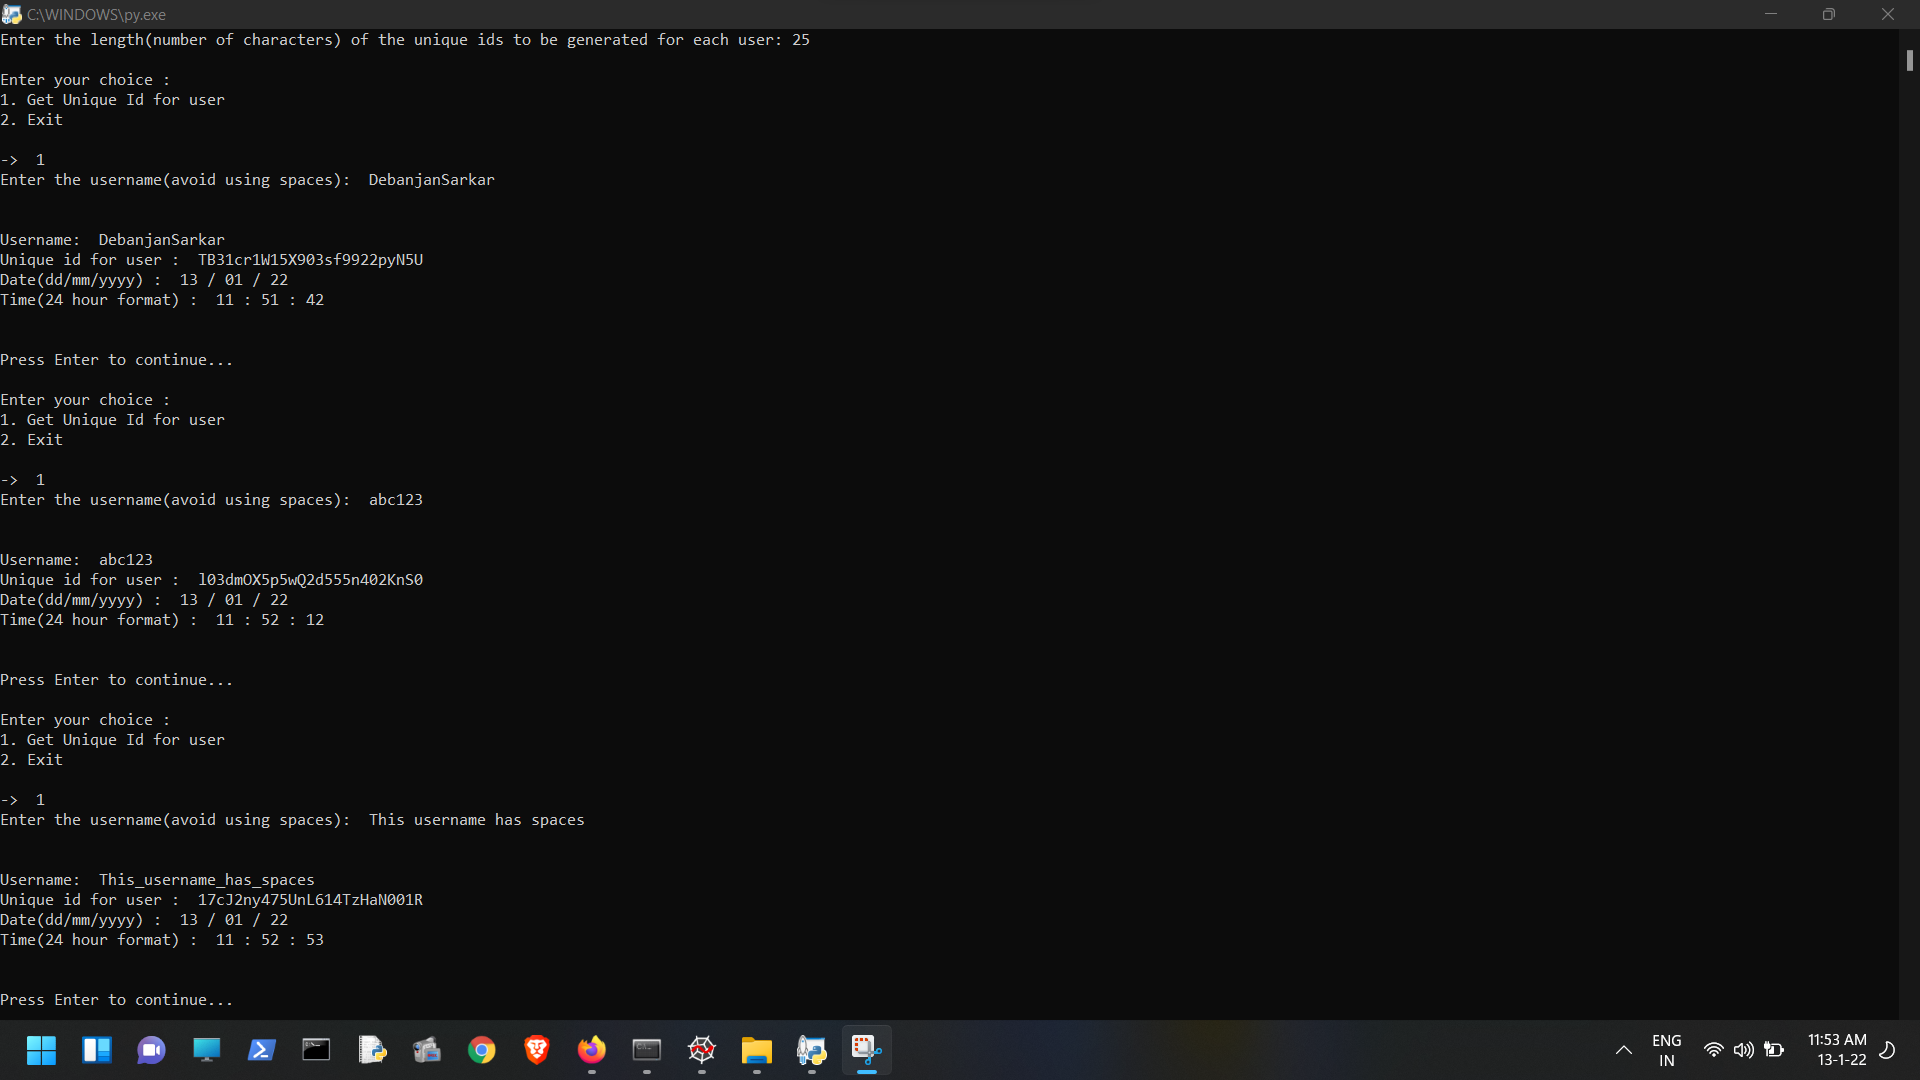 C:\WINDOWS\py.exe
Enter the length(number of characters) of the unique ids to be generated for each user: 25
Enter your choice :
1. Get Unique Id for user
2. Exit
->  1
Enter the username(avoid using spaces):  DebanjanSarkar
Username:  DebanjanSarkar
Unique id for user :  TB31cr1W15X903sf9922pyN5U
Date(dd/mm/yyyy) :  13 / 01 / 22
Time(24 hour format) :  11 : 51 : 42
Press Enter to continue...
Enter your choice :
1. Get Unique Id for user
2. Exit
->  1
Enter the username(avoid using spaces):  abc123
Username:  abc123
Unique id for user :  l03dmOX5p5wQ2d555n402KnS0
Date(dd/mm/yyyy) :  13 / 01 / 22
Time(24 hour format) :  11 : 52 : 12
Press Enter to continue...
Enter your choice :
1. Get Unique Id for user
2. Exit
->  1
Enter the username(avoid using spaces):  This username has spaces
Username:  This_username_has_spaces
Unique id for user :  17cJ2ny475UnL614TzHaN001R
Date(dd/mm/yyyy) :  13 / 01 / 22
Time(24 hour format) :  11 : 52 : 53
Press Enter to continue...
ENG
IN
11:53 AM
13-1-22